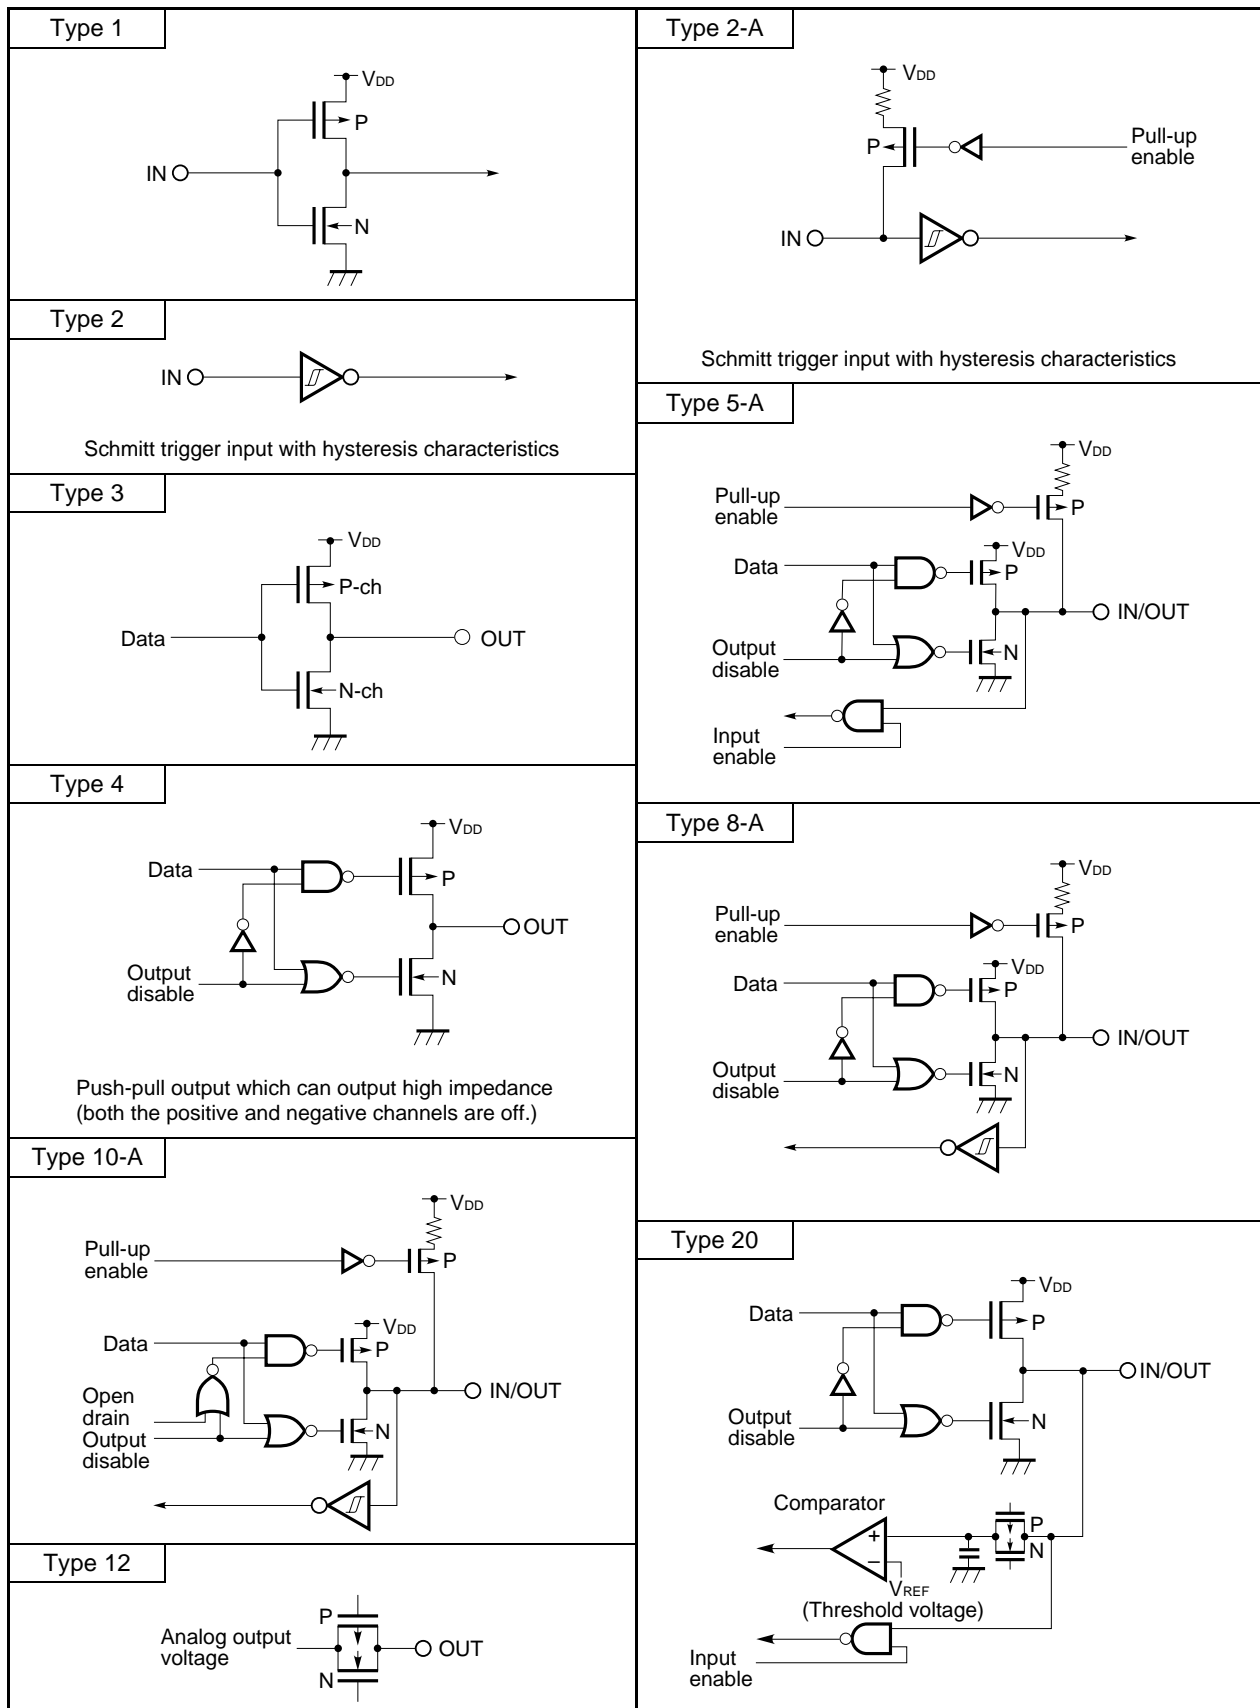 Type 1
VDD
P
IN
N
Type 2
IN
Schmitt trigger input with hysteresis characteristics
Type 3
VDD
P-ch
Data
OUT
N-ch
Type 4
VDD
Data
P
OUT
Output
disable
N
Push-pull output which can output high impedance
(both the positive and negative channels are off.)
Type 10-A
VDD
Pull-up
enable
P
VDD
Data
P
IN/OUT
Open
drain
Output
disable
N
Type 12
P
Analog output
voltage
OUT
N
Type 2-A
VDD
P
Pull-up
enable
IN
Schmitt trigger input with hysteresis characteristics
Type 5-A
VDD
Pull-up
enable
P
VDD
Data
P
IN/OUT
Output
disable
N
Input
enable
Type 8-A
VDD
Pull-up
enable
P
VDD
Data
P
IN/OUT
Output
disable
N
Type 20
VDD
Data
P
IN/OUT
Output
disable
N
Comparator
P
+
N
−
VREF
(Threshold voltage)
Input
enable